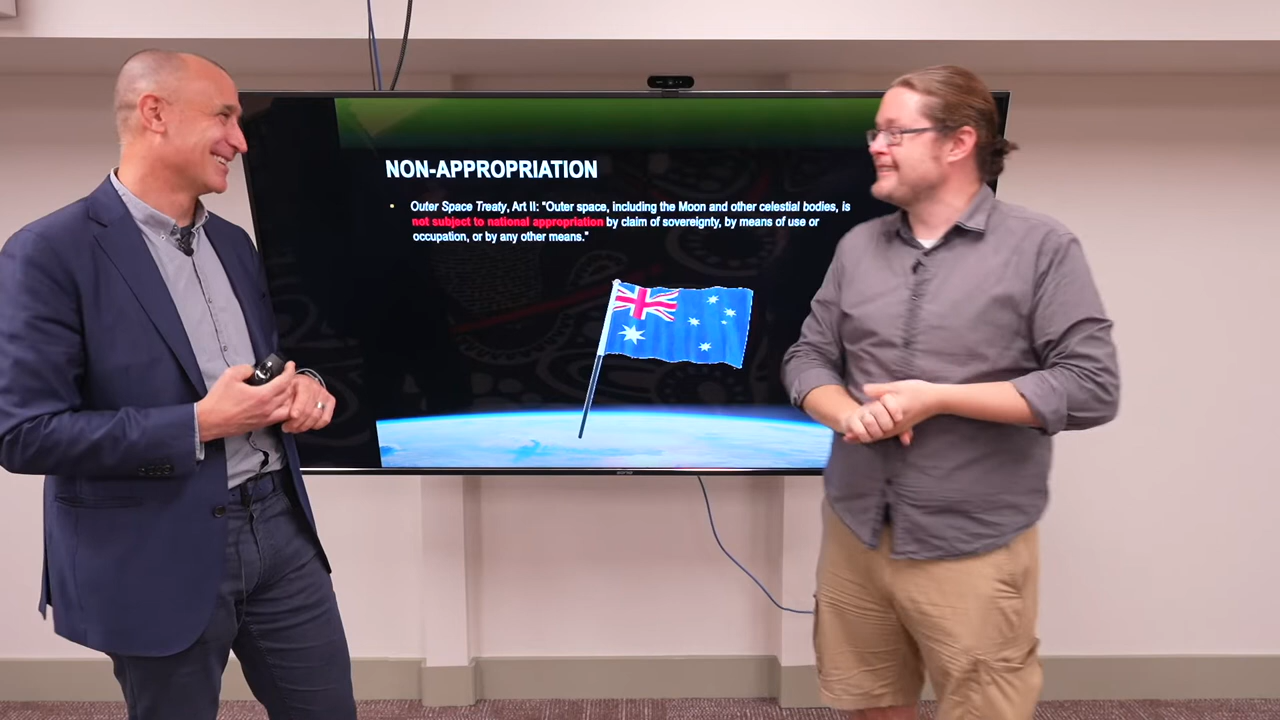 NON-APPROPRIATION
• Outer Space Treaty, Art II: "Outer space, including the Moon and other celestial bodies, is
not subject to national appropriation by claim of sovereignty, by means of use or
occupation, or by any other means."